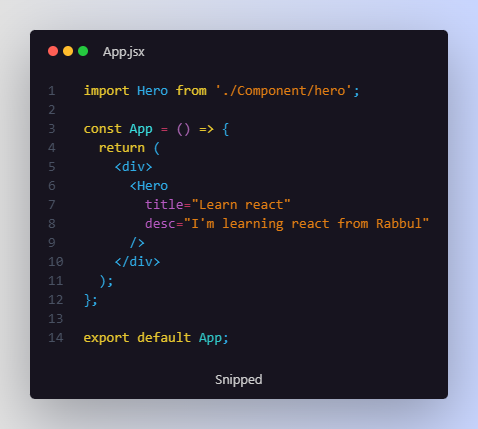 App.jsx
1 import Hero from './Component/hero';
2
3 const App = () => {
4   return (
5     <div>
6       <Hero
7         title="Learn react"
8         desc="I'm learning react from Rabbul"
9       />
10     </div>
11   );
12 };
13
14 export default App;
Snipped